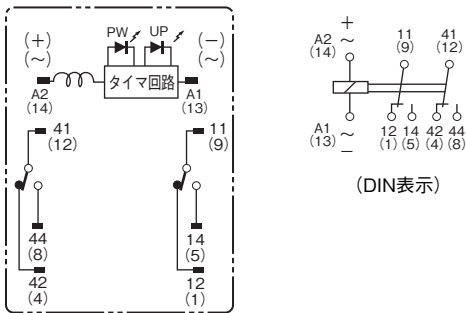 PW UP
(+) (−)
(~) (~)
タイマ回路
A2 A1
(14) (13)
41 11
(12) (9)
44 14
(8) (5)
42 12
(4) (1)
+
A2 ~ 11 41
(14) (9) (12)
A1 ~ 12 14 42 44
(13) − (1) (5) (4) (8)
(DIN表示)